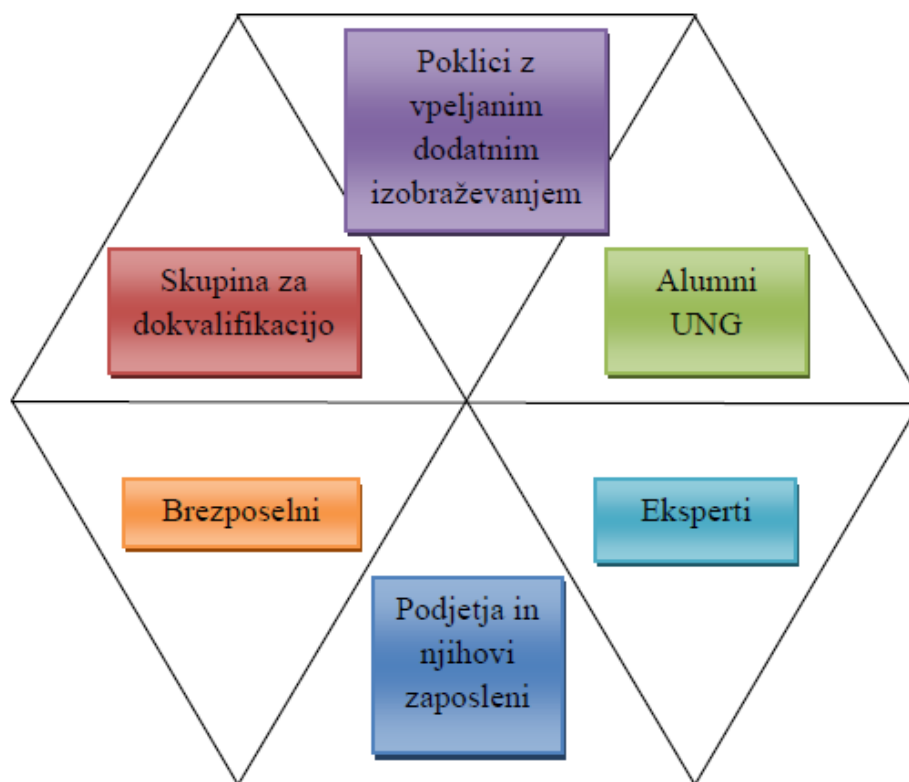 Poklici z
vpeljanim
dodatnim
izobraževanjem
Skupina za
dokvalifikacijo
Alumni
UNG
Brezposelni
Eksperti
Podjetja in
njihovi
zaposleni